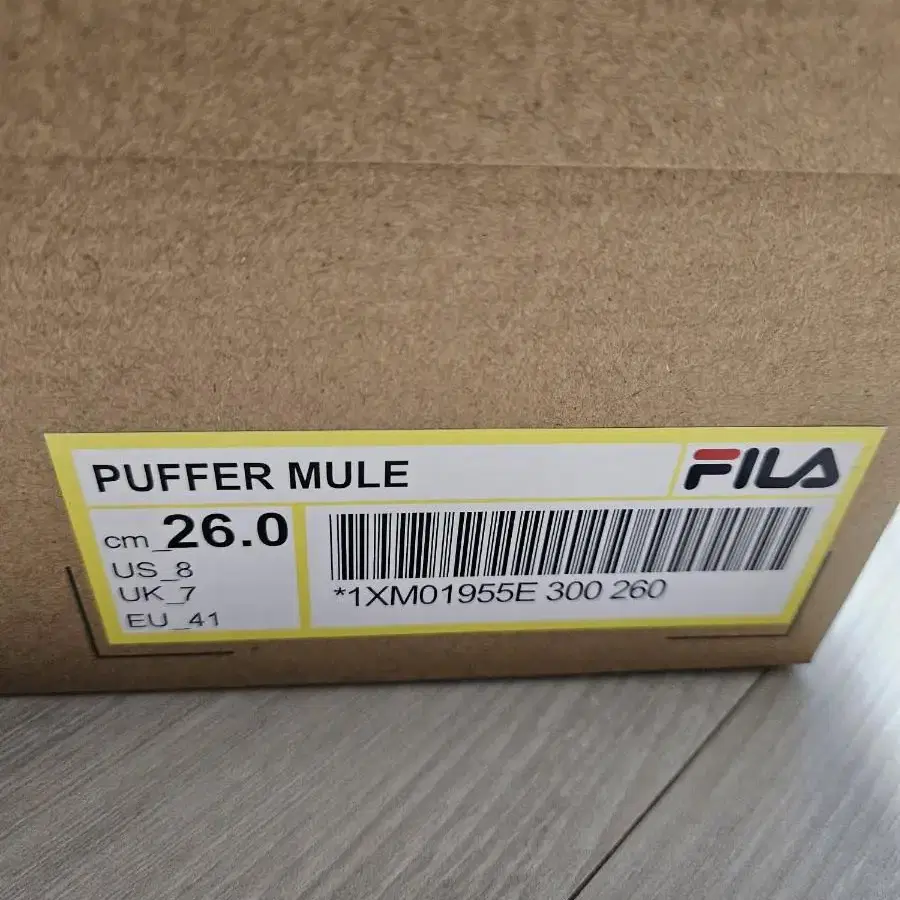 PUFFER MULE
FILA
cm_26.0
US_8
UK_7
EU_41
*1XM01955E 300 260